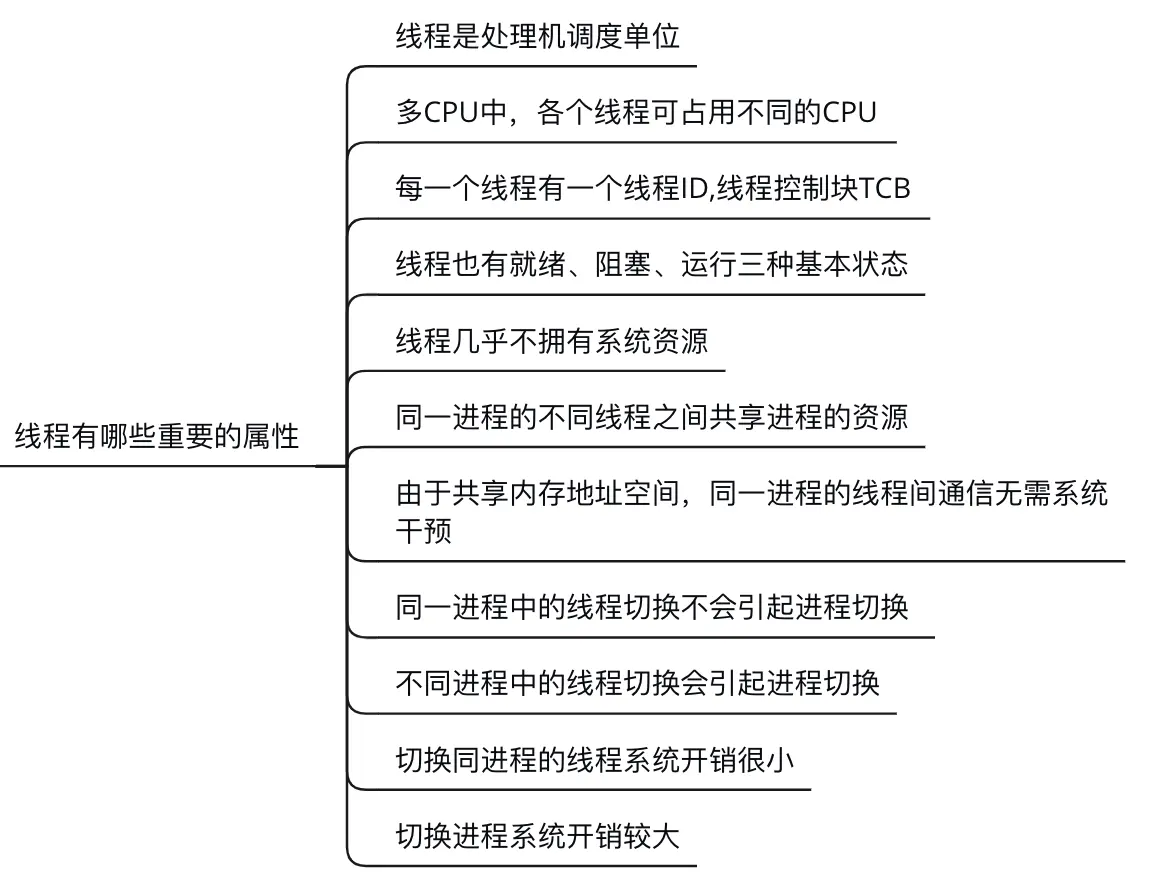 线程有哪些重要的属性
线程是处理机调度单位
多CPU中，各个线程可占用不同的CPU
每一个线程有一个线程ID,线程控制块TCB
线程也有就绪、阻塞、运行三种基本状态
线程几乎不拥有系统资源
同一进程的不同线程之间共享进程的资源
由于共享内存地址空间，同一进程的线程间通信无需系统
干预
同一进程中的线程切换不会引起进程切换
不同进程中的线程切换会引起进程切换
切换同进程的线程系统开销很小
切换进程系统开销较大